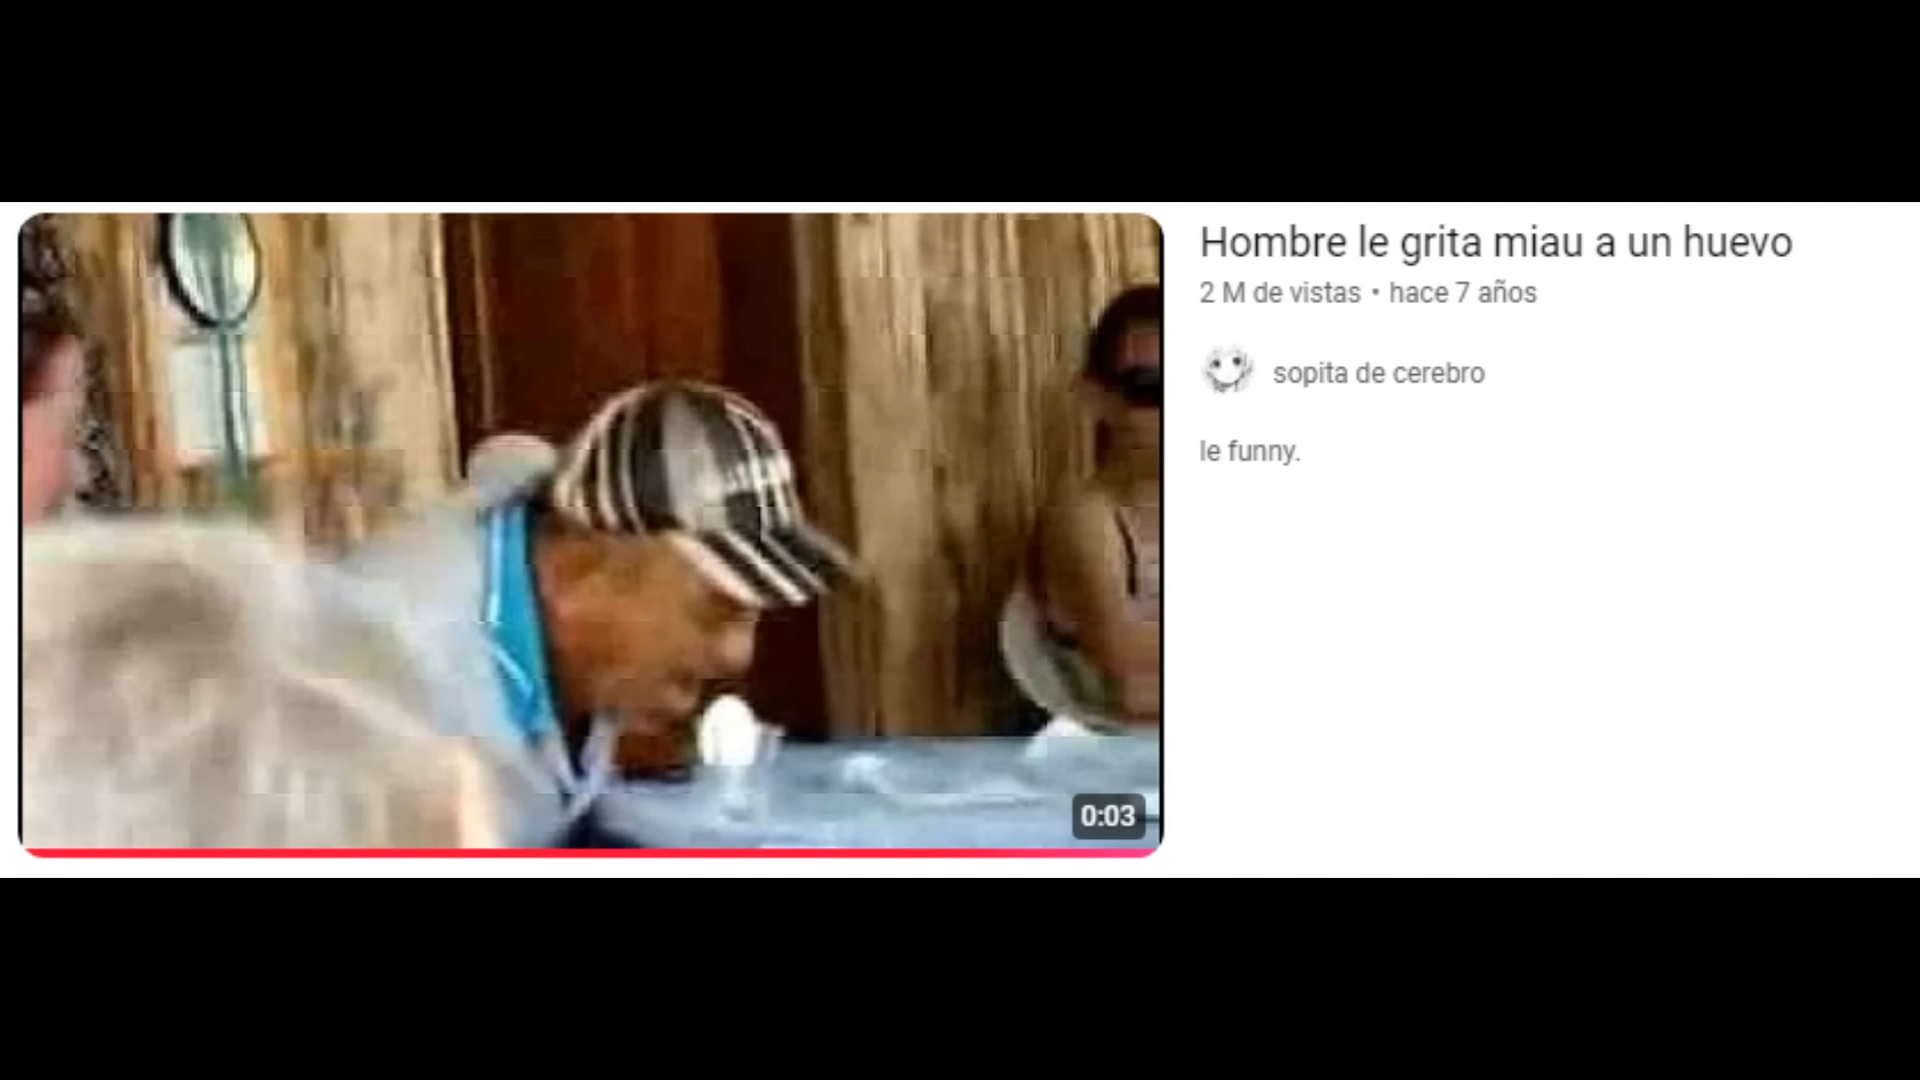 Hombre le grita miau a un huevo
2 M de vistas • hace 7 años
sopita de cerebro
le funny.
0:03